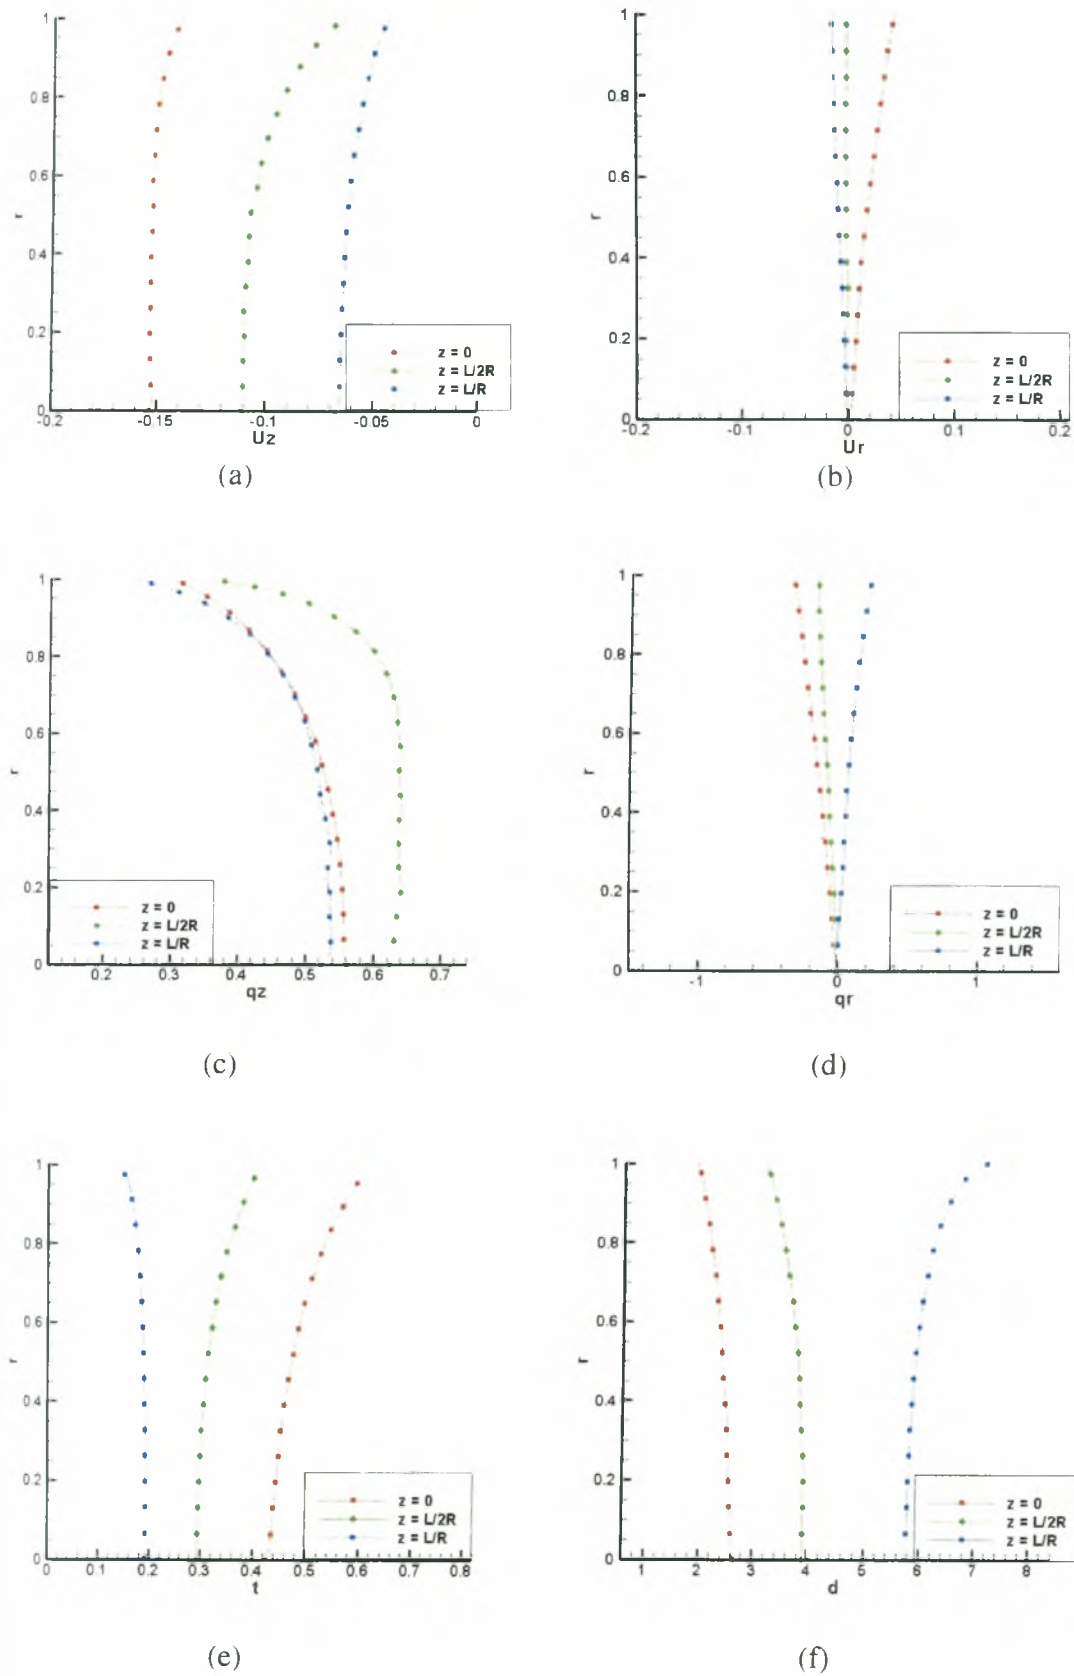 1
0.8
0.6
r
0.4
0.2
0
z = 0
z = L/2R
z = L/R
-0.2
-0.15
-0.1
-0.05
0
Uz
(a)
1
0.8
0.6
r
0.4
0.2
0
z = 0
z = L/2R
z = L/R
-0.2
-0.1
0
0.1
0.2
Ur
(b)
1
0.8
0.6
r
0.4
0.2
0
z = 0
z = L/2R
z = L/R
0.2
0.3
0.4
0.5
0.6
0.7
qz
(c)
1
0.8
0.6
r
0.4
0.2
0
z = 0
z = L/2R
z = L/R
-1
0
1
qr
(d)
1
0.8
0.6
r
0.4
0.2
0
z = 0
z = L/2R
z = L/R
0
0.1
0.2
0.3
0.4
0.5
0.6
0.7
0.8
t
(e)
1
0.8
0.6
r
0.4
0.2
0
z = 0
z = L/2R
z = L/R
1
2
3
4
5
6
7
8
d
(f)